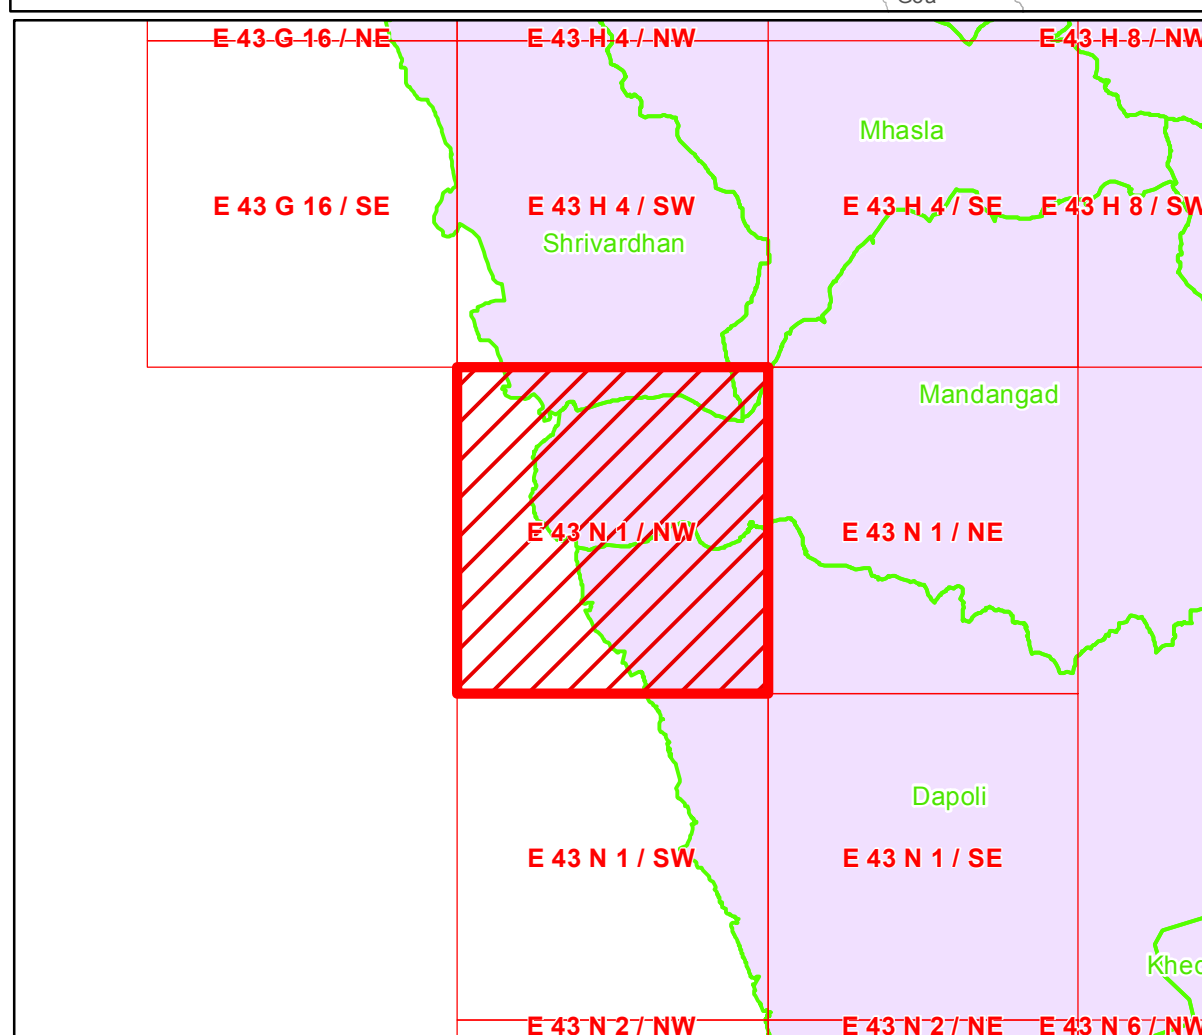 E 43 G 16 / NE
E 43 H 4 / NW
E 43 H 8 / NW
Mhasla
E 43 G 16 / SE
E 43 H 4 / SW
E 43 H 4 / SE
E 43 H 8 / SW
Shrivardhan
Mandangad
E 43 N 1 / NW
E 43 N 1 / NE
Dapoli
E 43 N 1 / SW
E 43 N 1 / SE
E 43 N 2 / NW
E 43 N 2 / NE
E 43 N 6 / NW